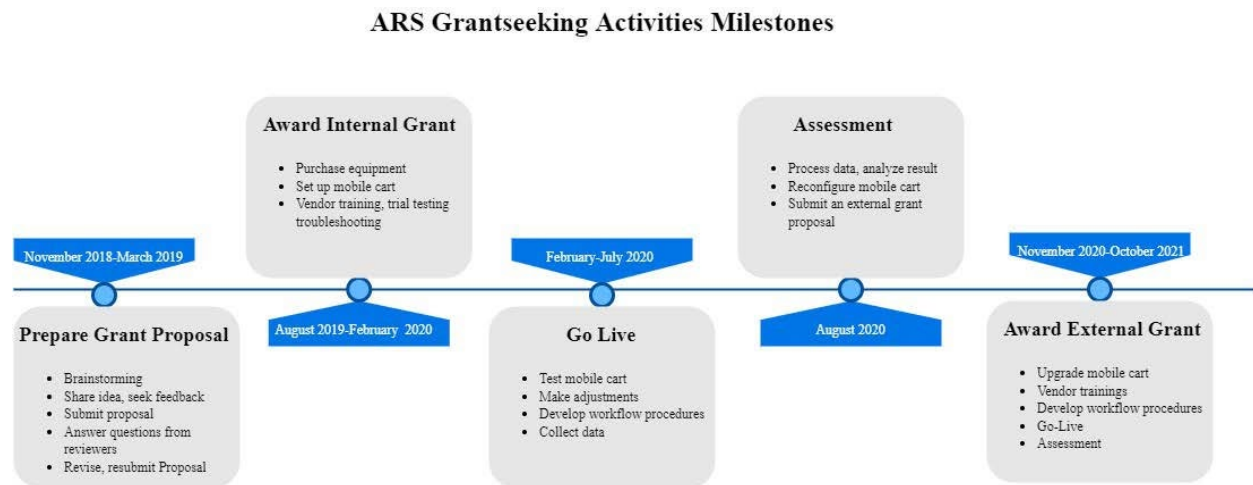 ARS Grantseeking Activities Milestones
November 2018-March 2019
Prepare Grant Proposal
• Brainstorming
• Share idea, seek feedback
• Submit proposal
• Answer questions from
reviewers
• Revise, resubmit Proposal
Award Internal Grant
• Purchase equipment
• Set up mobile cart
• Vendor training, trial testing
troubleshooting
August 2019-February 2020
February-July 2020
Go Live
• Test mobile cart
• Make adjustments
• Develop workflow procedures
• Collect data
Assessment
• Process data, analyze result
• Reconfigure mobile cart
• Submit an external grant
proposal
August 2020
November 2020-October 2021
Award External Grant
• Upgrade mobile cart
• Vendor trainings
• Develop workflow procedures
• Go-Live
• Assessment